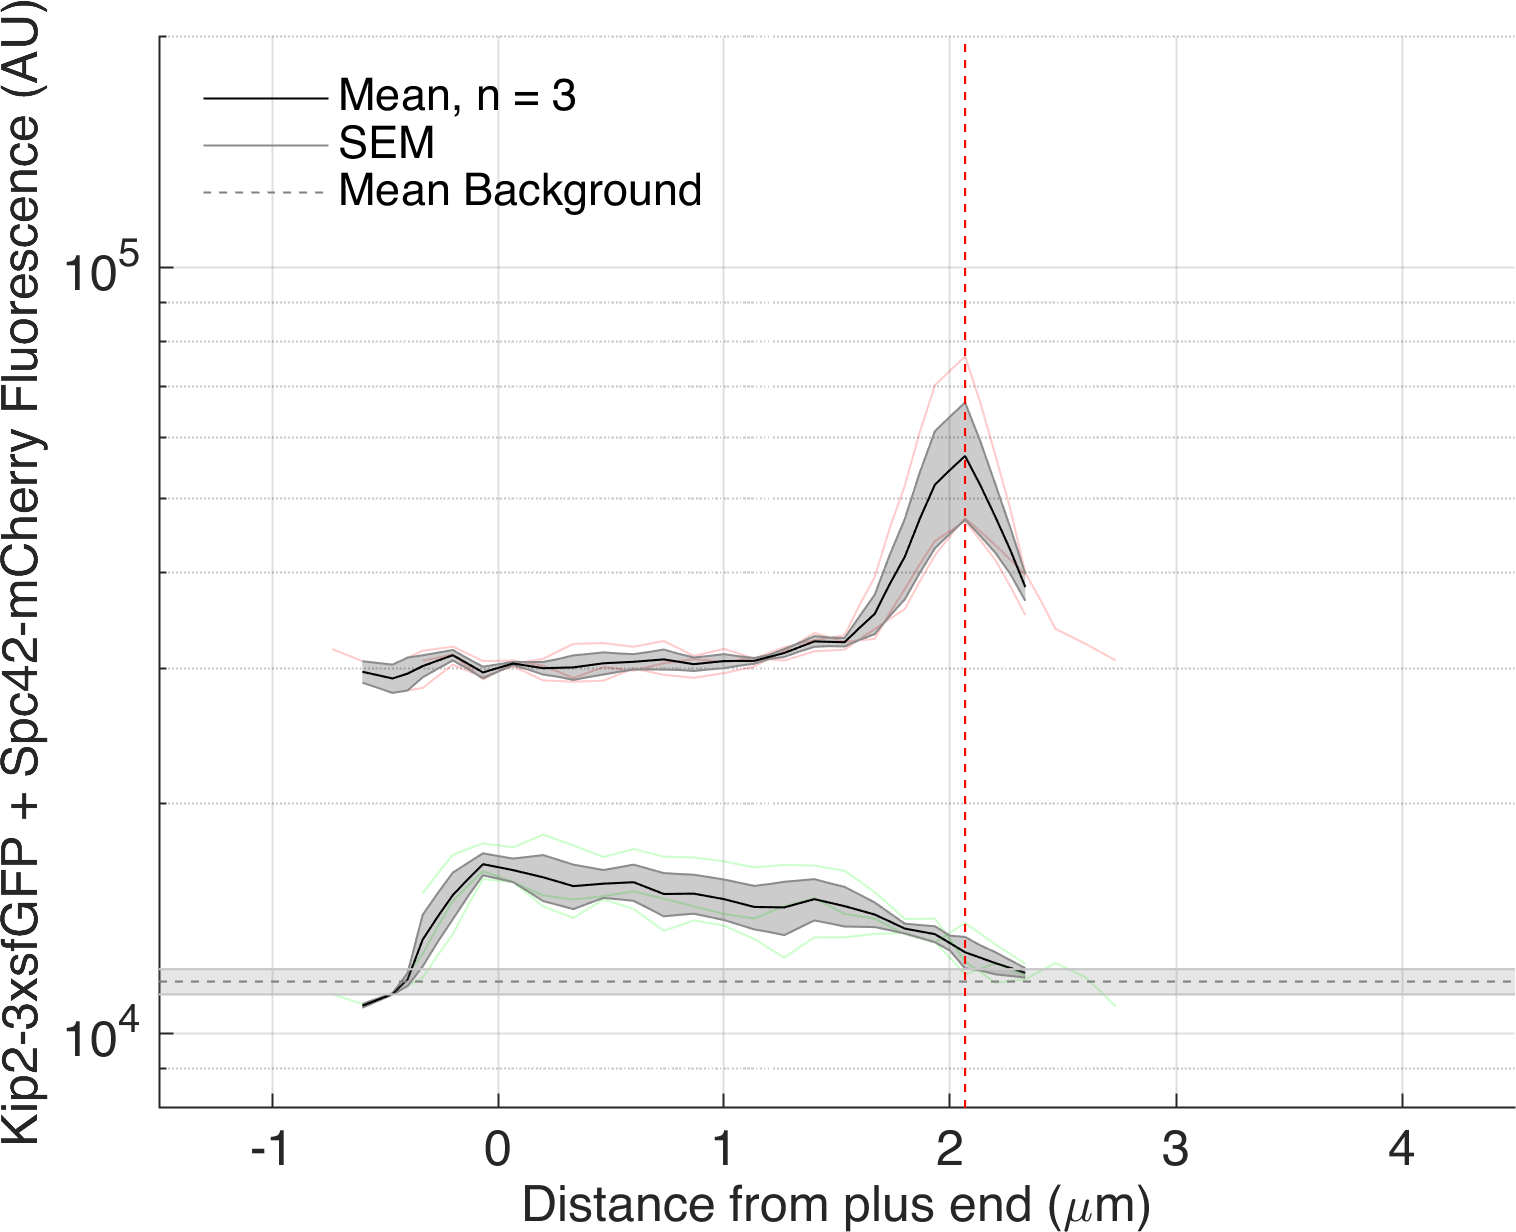 Kip2-3xsfGFP + Spc42-mCherry Fluorescence (AU)
Mean, n = 3
SEM
Mean Background
10^5
10^4
-1 0 1 2 3 4
Distance from plus end (μm)